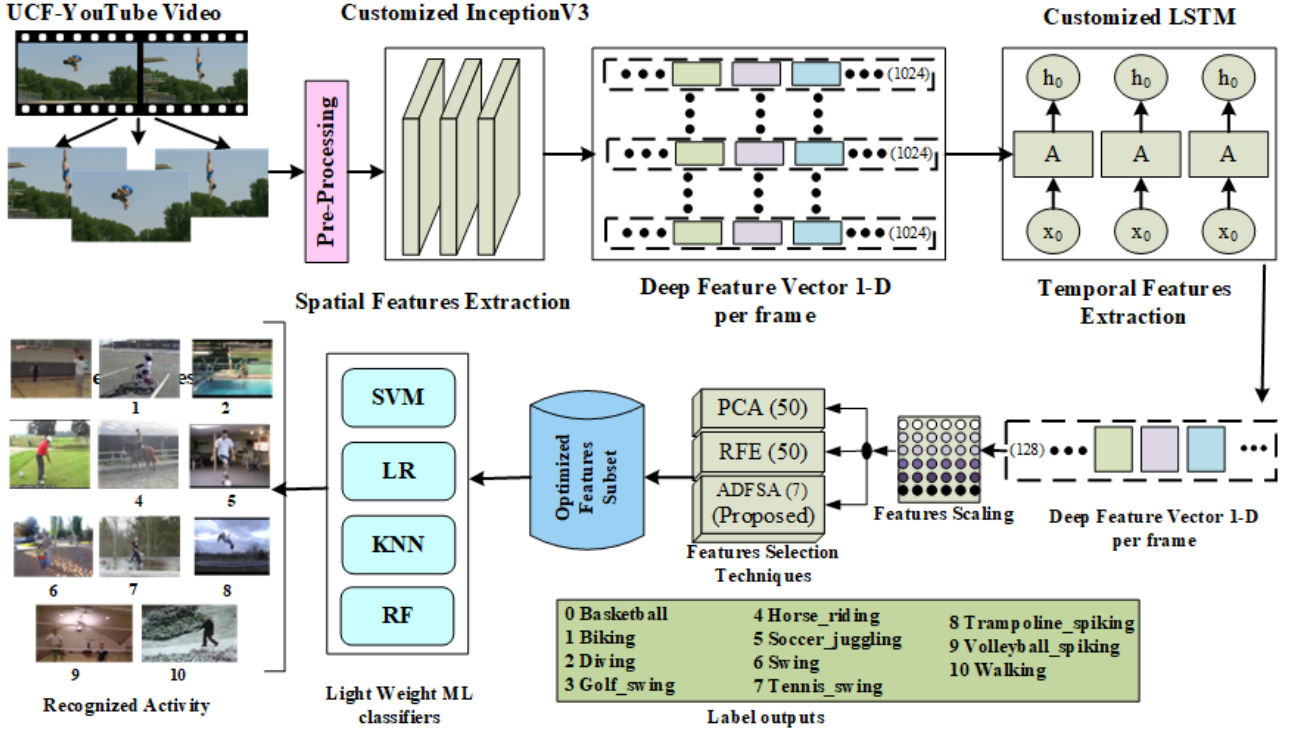 UCF-YouTube Video
Customized InceptionV3
Customized LSTM
Pre-Processing
(1024)
(1024)
(1024)
h0
h0
h0
A
A
A
x0
x0
x0
Spatial Features Extraction
Deep Feature Vector 1-D
per frame
Temporal Features
Extraction
(128)
Deep Feature Vector 1-D
per frame
Features Scaling
PCA (50)
RFE (50)
ADFSA (7)
(Proposed)
Features Selection
Techniques
Optimized
Features
Subset
SVM
LR
KNN
RF
Light Weight ML
classifiers
1
2
4
5
6
7
8
9
10
Recognized Activity
0 Basketball
1 Biking
2 Diving
3 Golf_swing
4 Horse_riding
5 Soccer_juggling
6 Swing
7 Tennis_swing
8 Trampoline_spiking
9 Volleyball_spiking
10 Walking
Label outputs